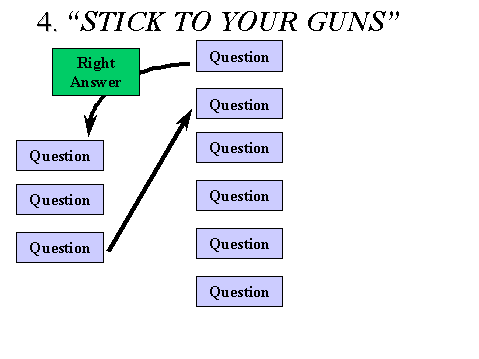 4. “STICK TO YOUR GUNS”
Right
Answer
Question
Question
Question
Question
Question
Question
Question
Question
Question